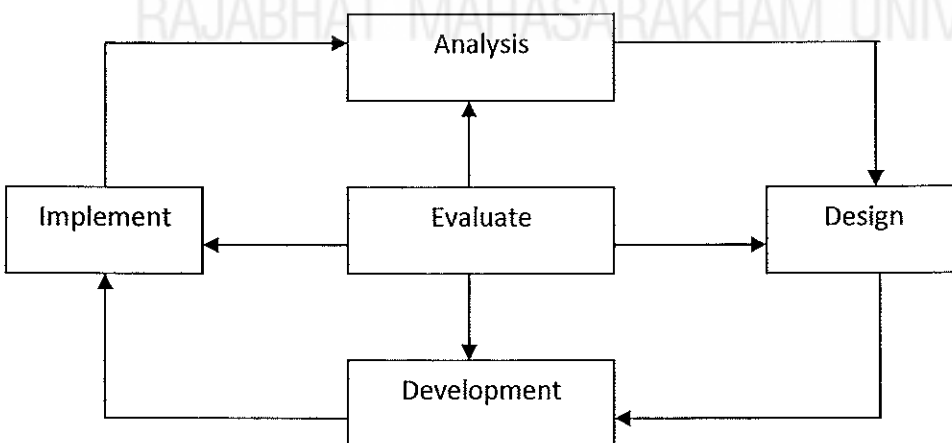 RAJABHAT MAHASARAKHAM UNIV
Analysis
Implement
Evaluate
Design
Development